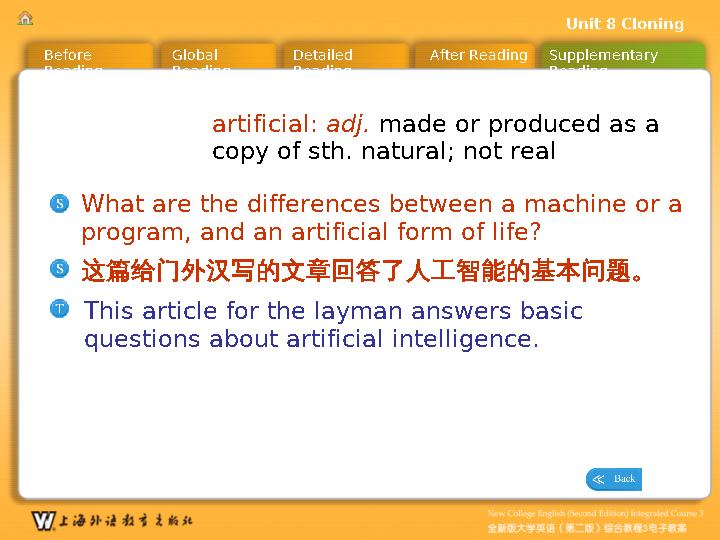 Unit 8 Cloning
Before Reading
Global Reading
Detailed Reading
After Reading
Supplementary Reading
artificial: adj. made or produced as a
copy of sth. natural; not real
S What are the differences between a machine or a
program, and an artificial form of life?
S 这篇给门外汉写的文章回答了人工智能的基本问题。
T This article for the layman answers basic
questions about artificial intelligence.
≪ Back
W 上海外语教育出版社
New College English (Second Edition) Integrated Course 3
全新版大学英语（第二版）综合教程3电子教案